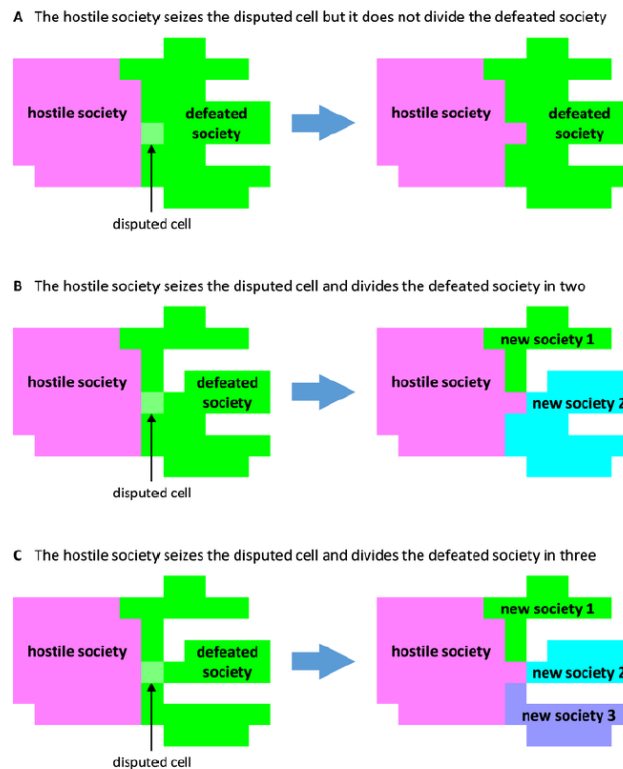 A The hostile society seizes the disputed cell but it does not divide the defeated society
hostile society
defeated
society
disputed cell
hostile society
defeated
society
B The hostile society seizes the disputed cell and divides the defeated society in two
hostile society
defeated
society
disputed cell
new society 1
hostile society
new society 2
C The hostile society seizes the disputed cell and divides the defeated society in three
hostile society
defeated
society
disputed cell
new society 1
hostile society
new society 2
new society 3